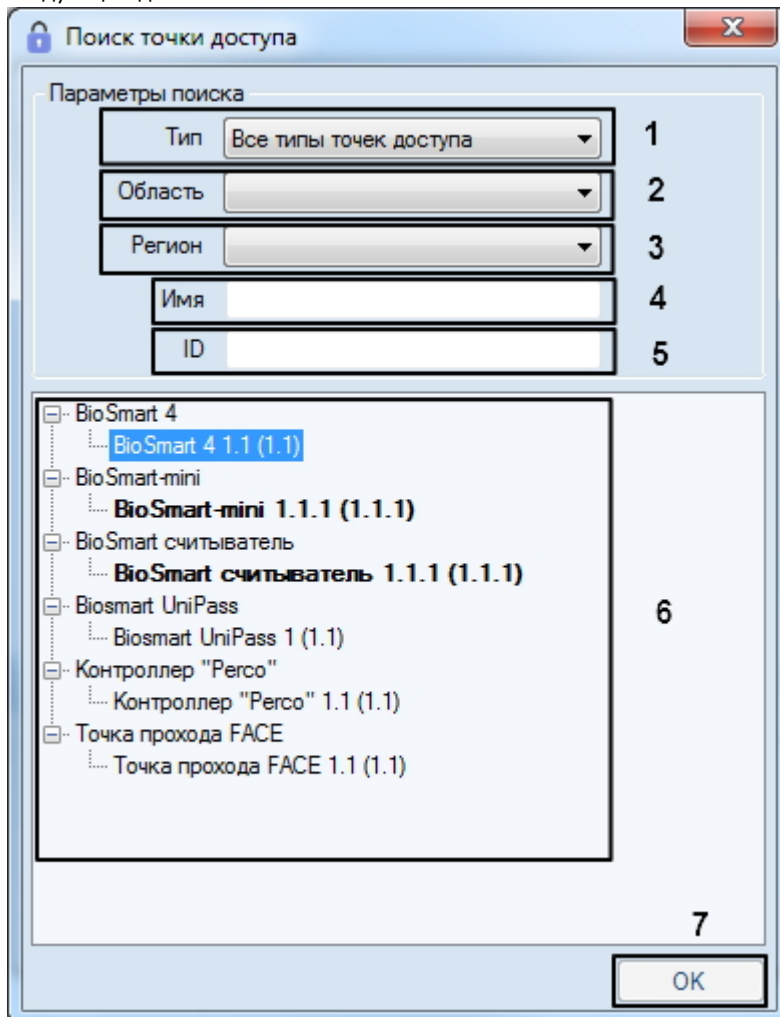 Поиск точки доступа
Параметры поиска
Тип Все типы точек доступа 1
Область 2
Регион 3
Имя 4
ID 5
BioSmart 4
BioSmart 4 1.1 (1.1)
BioSmart-mini
BioSmart-mini 1.1.1 (1.1.1)
BioSmart считыватель
BioSmart считыватель 1.1.1 (1.1.1)
Biosmart UniPass
6
Biosmart UniPass 1 (1.1)
Контроллер "Perco"
Контроллер "Perco" 1.1 (1.1)
Точка прохода FACE
Точка прохода FACE 1.1 (1.1)
7
OK